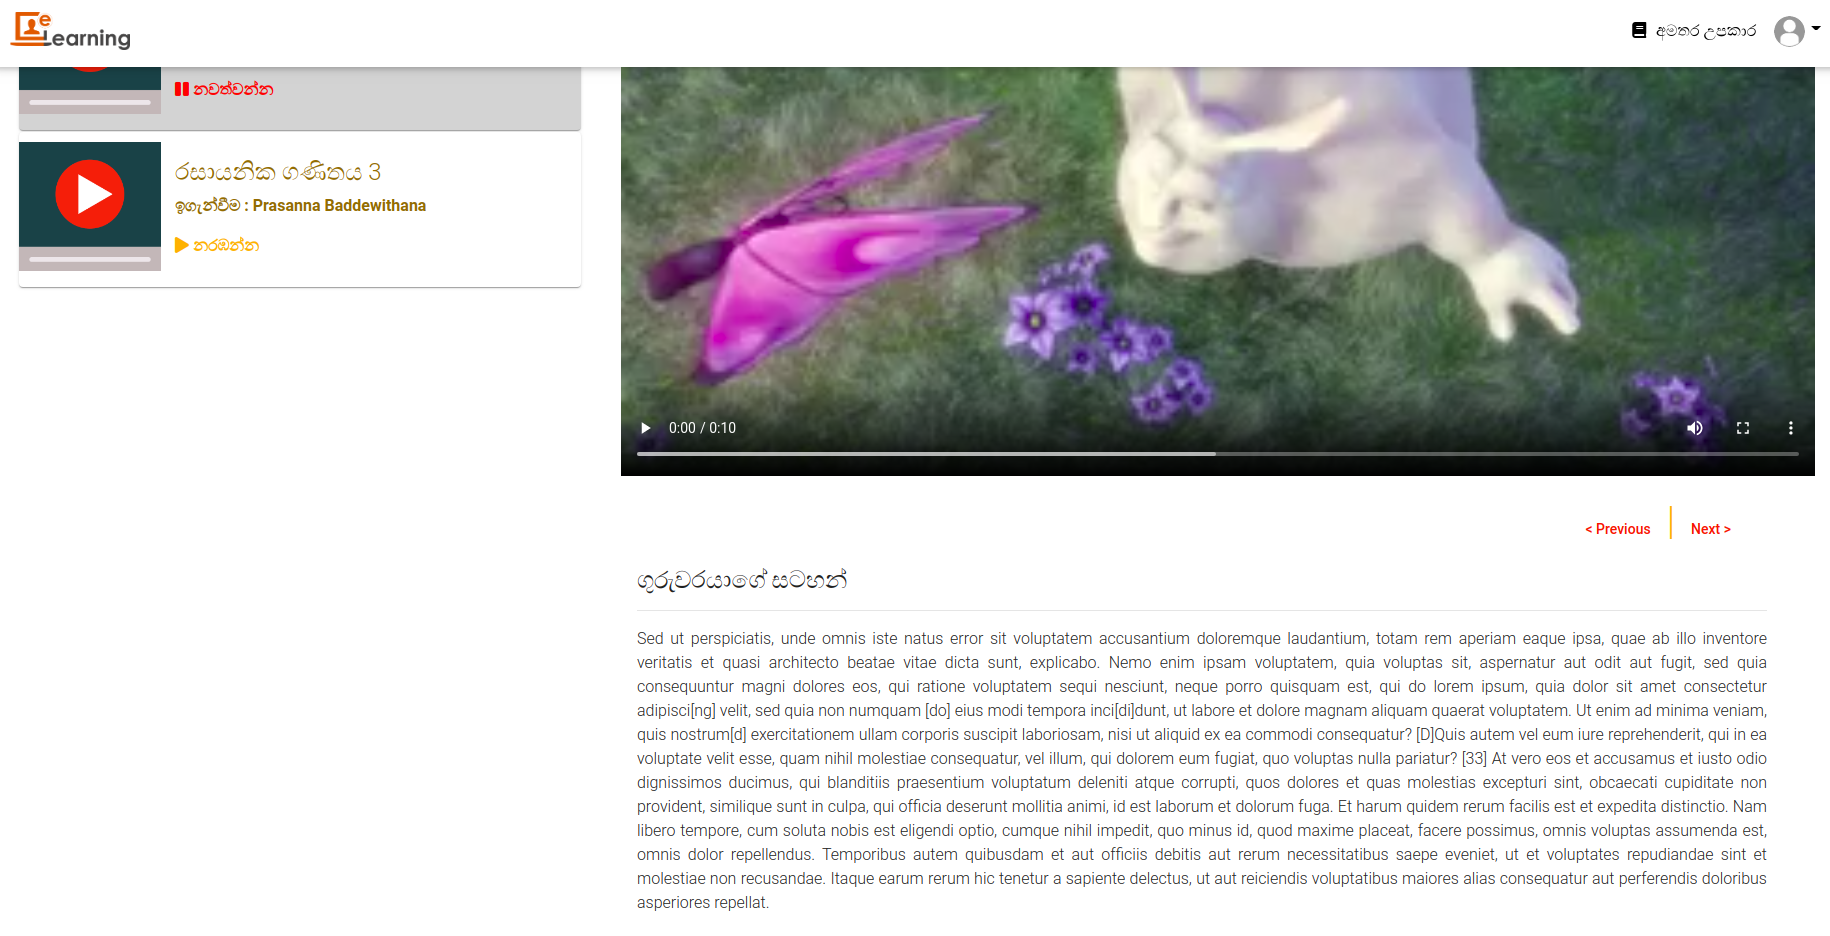 e
Learning
අමතර උපකාර
නවත්වන්න
රසායනික ගණිතය 3
ඉගැන්වීම : Prasanna Baddewithana
නරඹන්න
0:00 / 0:10
< Previous
Next >
ගුරුවරයාගේ සටහන්
Sed ut perspiciatis, unde omnis iste natus error sit voluptatem accusantium doloremque laudantium, totam rem aperiam eaque ipsa, quae ab illo inventore
veritatis et quasi architecto beatae vitae dicta sunt, explicabo. Nemo enim ipsam voluptatem, quia voluptas sit, aspernatur aut odit aut fugit, sed quia
consequuntur magni dolores eos, qui ratione voluptatem sequi nesciunt, neque porro quisquam est, qui do lorem ipsum, quia dolor sit amet consectetur
adipisci[ng] velit, sed quia non numquam [do] eius modi tempora inci[di]dunt, ut labore et dolore magnam aliquam quaerat voluptatem. Ut enim ad minima veniam,
quis nostrum[d] exercitationem ullam corporis suscipit laboriosam, nisi ut aliquid ex ea commodi consequatur? [D]Quis autem vel eum iure reprehenderit, qui in ea
voluptate velit esse, quam nihil molestiae consequatur, vel illum, qui dolorem eum fugiat, quo voluptas nulla pariatur? [33] At vero eos et accusamus et iusto odio
dignissimos ducimus, qui blanditiis praesentium voluptatum deleniti atque corrupti, quos dolores et quas molestias excepturi sint, obcaecati cupiditate non
provident, similique sunt in culpa, qui officia deserunt mollitia animi, id est laborum et dolorum fuga. Et harum quidem rerum facilis est et expedita distinctio. Nam
libero tempore, cum soluta nobis est eligendi optio, cumque nihil impedit, quo minus id, quod maxime placeat, facere possimus, omnis voluptas assumenda est,
omnis dolor repellendus. Temporibus autem quibusdam et aut officiis debitis aut rerum necessitatibus saepe eveniet, ut et voluptates repudiandae sint et
molestiae non recusandae. Itaque earum rerum hic tenetur a sapiente delectus, ut aut reiciendis voluptatibus maiores alias consequatur aut perferendis doloribus
asperiores repellat.